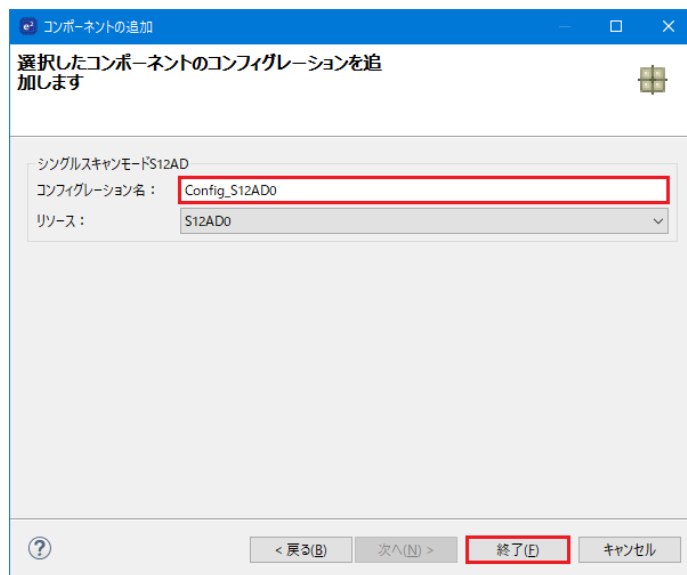 e² コンポーネントの追加
選択したコンポーネントのコンフィグレーションを追
加します
シングルスキャンモードS12AD
コンフィグレーション名： Config_S12AD0
リソース： S12AD0
? < 戻る(B) 次へ(N) > 終了(F) キャンセル